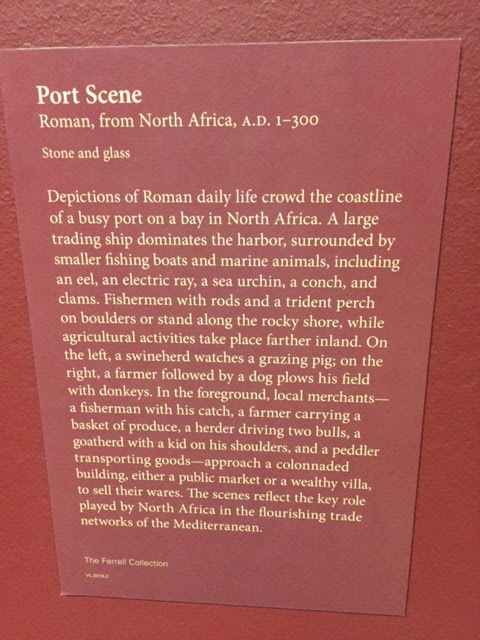 Port Scene
Roman, from North Africa, A.D. 1–300
Stone and glass
Depictions of Roman daily life crowd the coastline
of a busy port on a bay in North Africa. A large
trading ship dominates the harbor, surrounded by
smaller fishing boats and marine animals, including
an eel, an electric ray, a sea urchin, a conch, and
clams. Fishermen with rods and a trident perch
on boulders or stand along the rocky shore, while
agricultural activities take place farther inland. On
the left, a swineherd watches a grazing pig; on the
right, a farmer followed by a dog plows his field
with donkeys. In the foreground, local merchants—
a fisherman with his catch, a farmer carrying a
basket of produce, a herder driving two bulls, a
goatherd with a kid on his shoulders, and a peddler
transporting goods—approach a colonnaded
building, either a public market or a wealthy villa,
to sell their wares. The scenes reflect the key role
played by North Africa in the flourishing trade
networks of the Mediterranean.
The Ferrell Collection